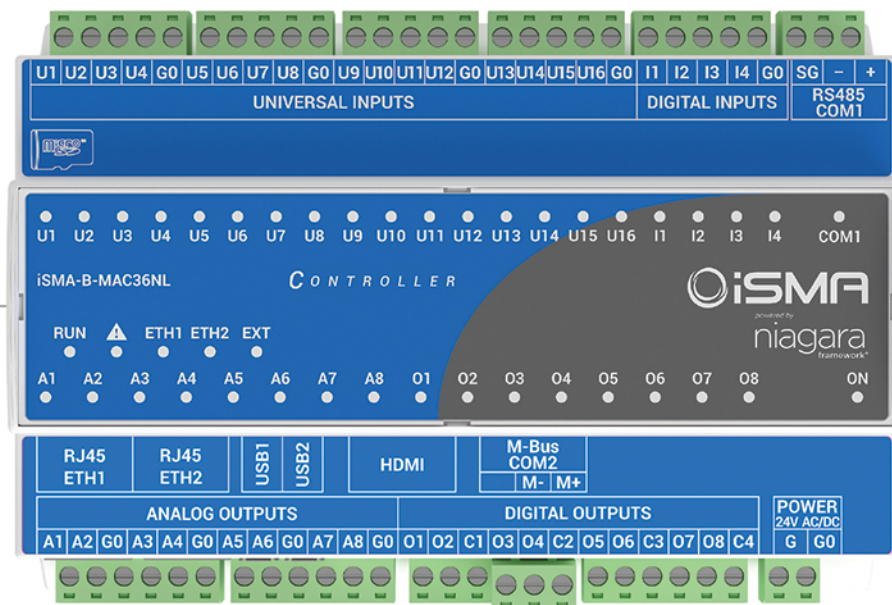 U1 U2 U3 U4 G0 U5 U6 U7 U8 G0 U9 U10 U11 U12 G0 U13 U14 U15 U16 G0 I1 I2 I3 I4 G0 SG − +
UNIVERSAL INPUTS
DIGITAL INPUTS
RS485
COM1
U1 U2 U3 U4 U5 U6 U7 U8 U9 U10 U11 U12 U13 U14 U15 U16 I1 I2 I3 I4 COM1
iSMA-B-MAC36NL
CONTROLLER
iSMA
powered by
niagara
framework®
RUN ETH1 ETH2 EXT
A1 A2 A3 A4 A5 A6 A7 A8 O1 O2 O3 O4 O5 O6 O7 O8 ON
RJ45
ETH1
RJ45
ETH2
USB1
USB2
HDMI
M-Bus
COM2
M- M+
ANALOG OUTPUTS
DIGITAL OUTPUTS
POWER
24V AC/DC
A1 A2 G0 A3 A4 G0 A5 A6 G0 A7 A8 G0 O1 O2 C1 O3 O4 C2 O5 O6 C3 O7 O8 C4 G G0